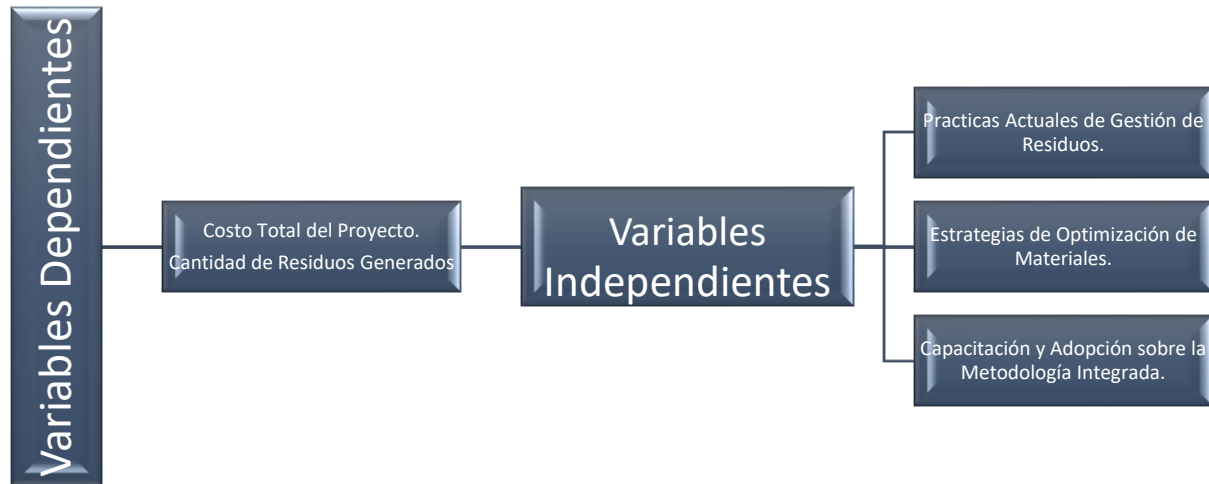 Variables Dependientes
Costo Total del Proyecto.
Cantidad de Residuos Generados
Variables
Independientes
Practicas Actuales de Gestión de
Residuos.
Estrategias de Optimización de
Materiales.
Capacitación y Adopción sobre la
Metodología Integrada.